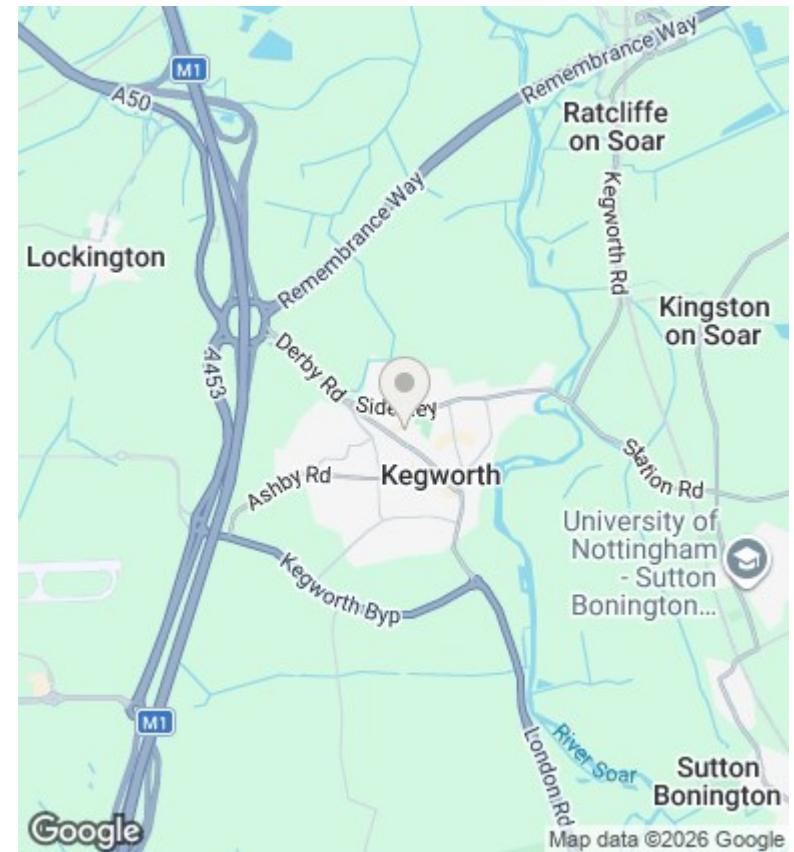 M1
A50
Remembrance Way
Ratcliffe
on Soar
Kegworth Rd
Lockington
Remembrance Way
Kingston
on Soar
A453
Derby Rd
Kegworth
Ashby Rd
Station Rd
University of
Nottingham
- Sutton
Bonington...
Kegworth Byp
M1
London Rd
River Soar
Sutton
Bonington
Google
Map data ©2026 Google